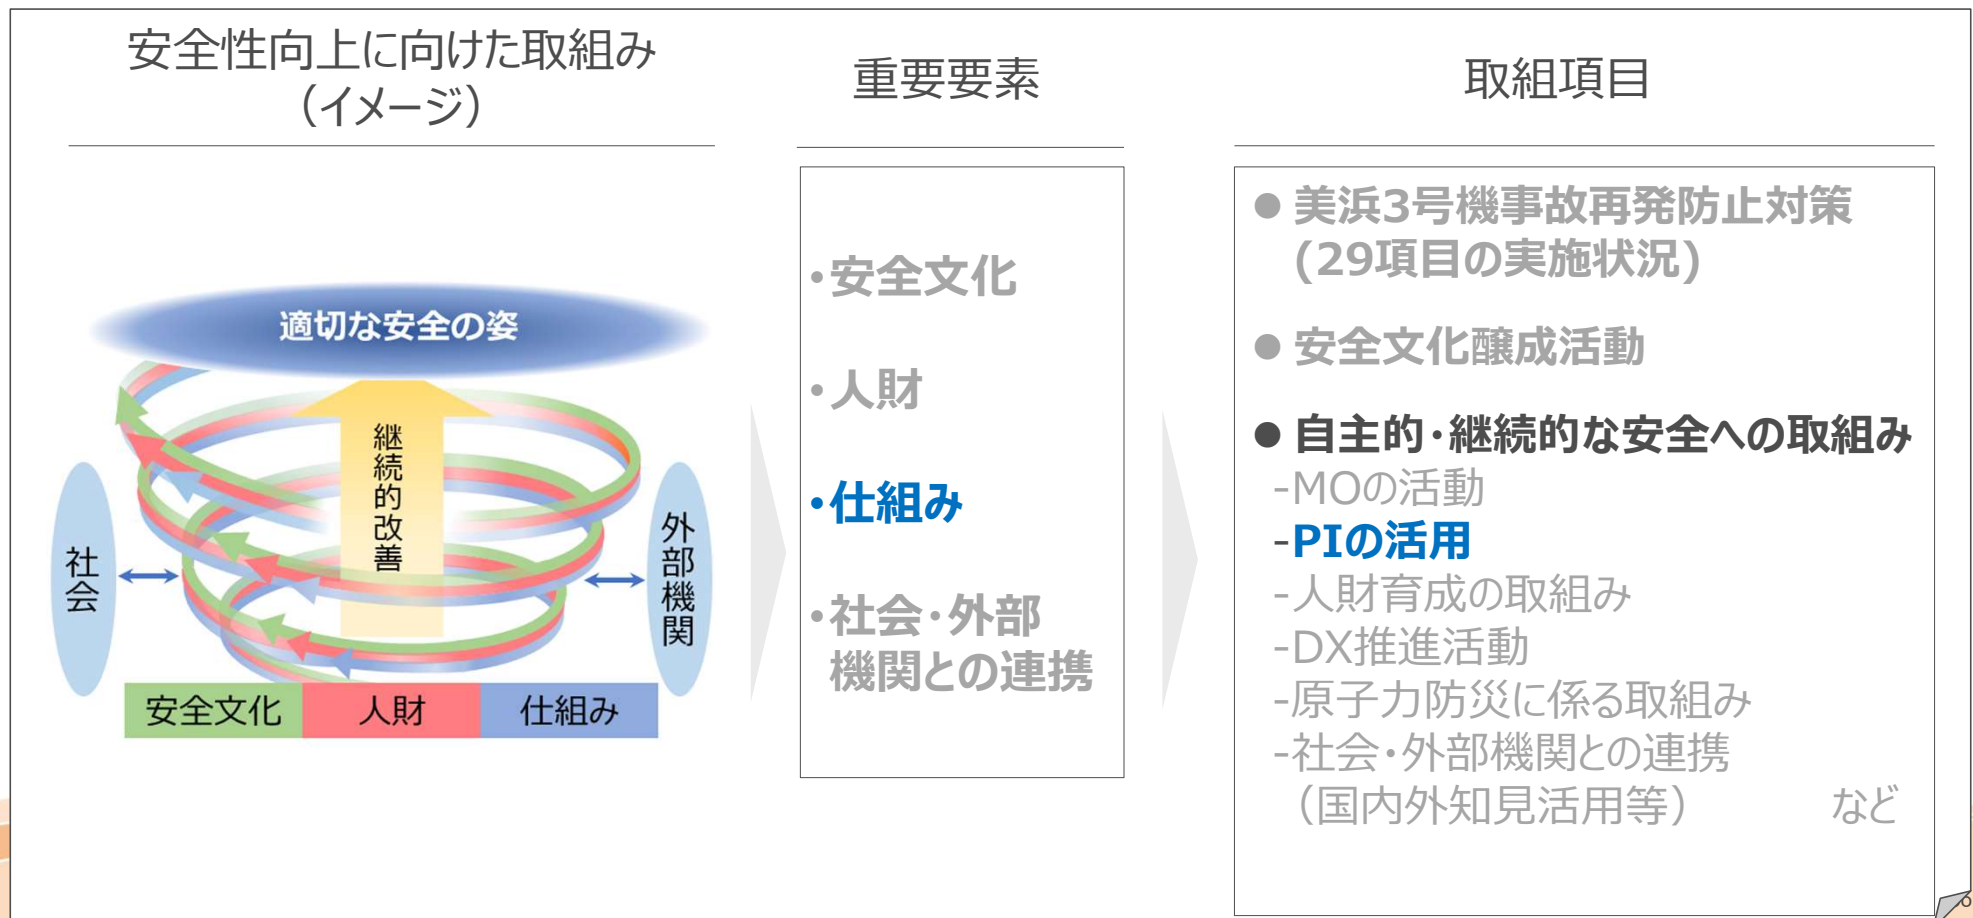 安全性向上に向けた取組み
（イメージ）
適切な安全の姿
継続的改善
社会
外部機関
安全文化
人財
仕組み
重要要素
・安全文化
・人財
・仕組み
・社会・外部
機関との連携
取組項目
● 美浜3号機事故再発防止対策
(29項目の実施状況)
● 安全文化醸成活動
● 自主的・継続的な安全への取組み
-MOの活動
-PIの活用
-人財育成の取組み
-DX推進活動
-原子力防災に係る取組み
-社会・外部機関との連携
（国内外知見活用等） など